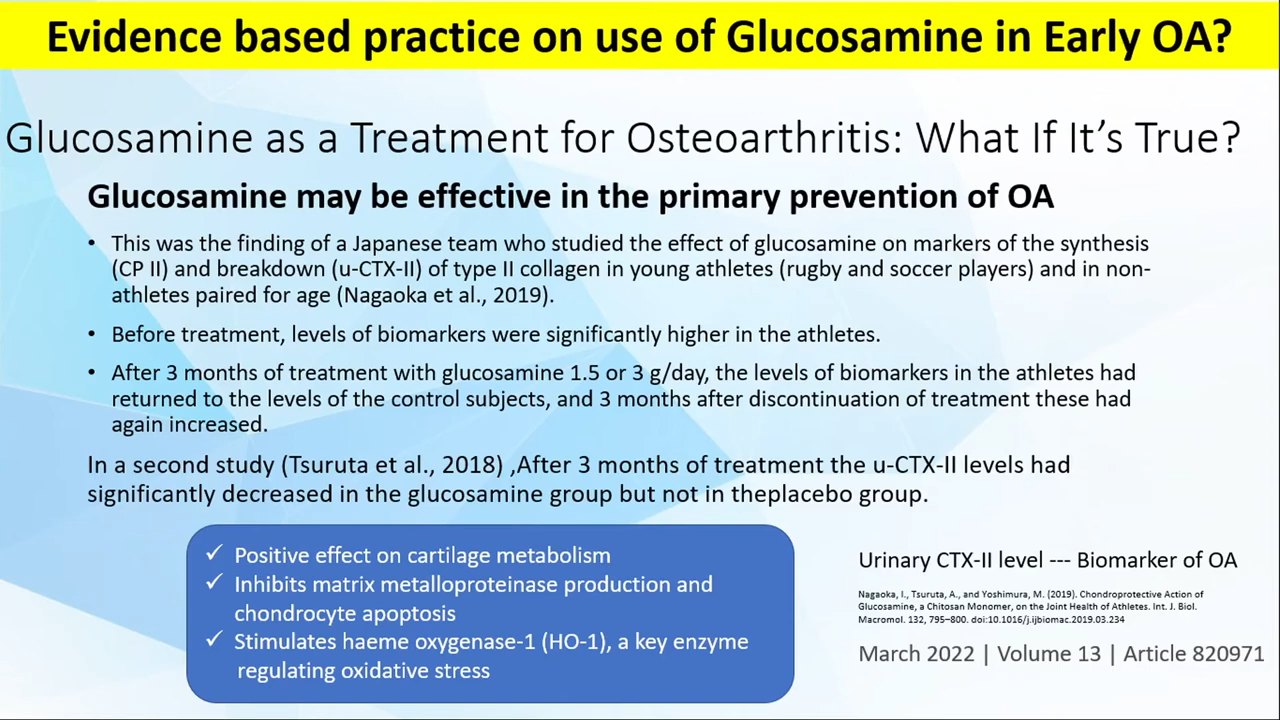 Evidence based practice on use of Glucosamine in Early OA?
Glucosamine as a Treatment for Osteoarthritis: What If It’s True?
Glucosamine may be effective in the primary prevention of OA
• This was the finding of a Japanese team who studied the effect of glucosamine on markers of the synthesis
(CP II) and breakdown (u-CTX-II) of type II collagen in young athletes (rugby and soccer players) and in non-
athletes paired for age (Nagaoka et al., 2019).
• Before treatment, levels of biomarkers were significantly higher in the athletes.
• After 3 months of treatment with glucosamine 1.5 or 3 g/day, the levels of biomarkers in the athletes had
returned to the levels of the control subjects, and 3 months after discontinuation of treatment these had
again increased.
In a second study (Tsuruta et al., 2018) ,After 3 months of treatment the u-CTX-II levels had
significantly decreased in the glucosamine group but not in theplacebo group.
✓ Positive effect on cartilage metabolism
✓ Inhibits matrix metalloproteinase production and
chondrocyte apoptosis
✓ Stimulates haeme oxygenase-1 (HO-1), a key enzyme
regulating oxidative stress
Urinary CTX-II level --- Biomarker of OA
Nagaoka, I., Tsuruta, A., and Yoshimura, M. (2019). Chondroprotective Action of
Glucosamine, a Chitosan Monomer, on the Joint Health of Athletes. Int. J. Biol.
Macromol. 132, 795–800. doi:10.1016/j.ijbiomac.2019.03.234
March 2022 | Volume 13 | Article 820971